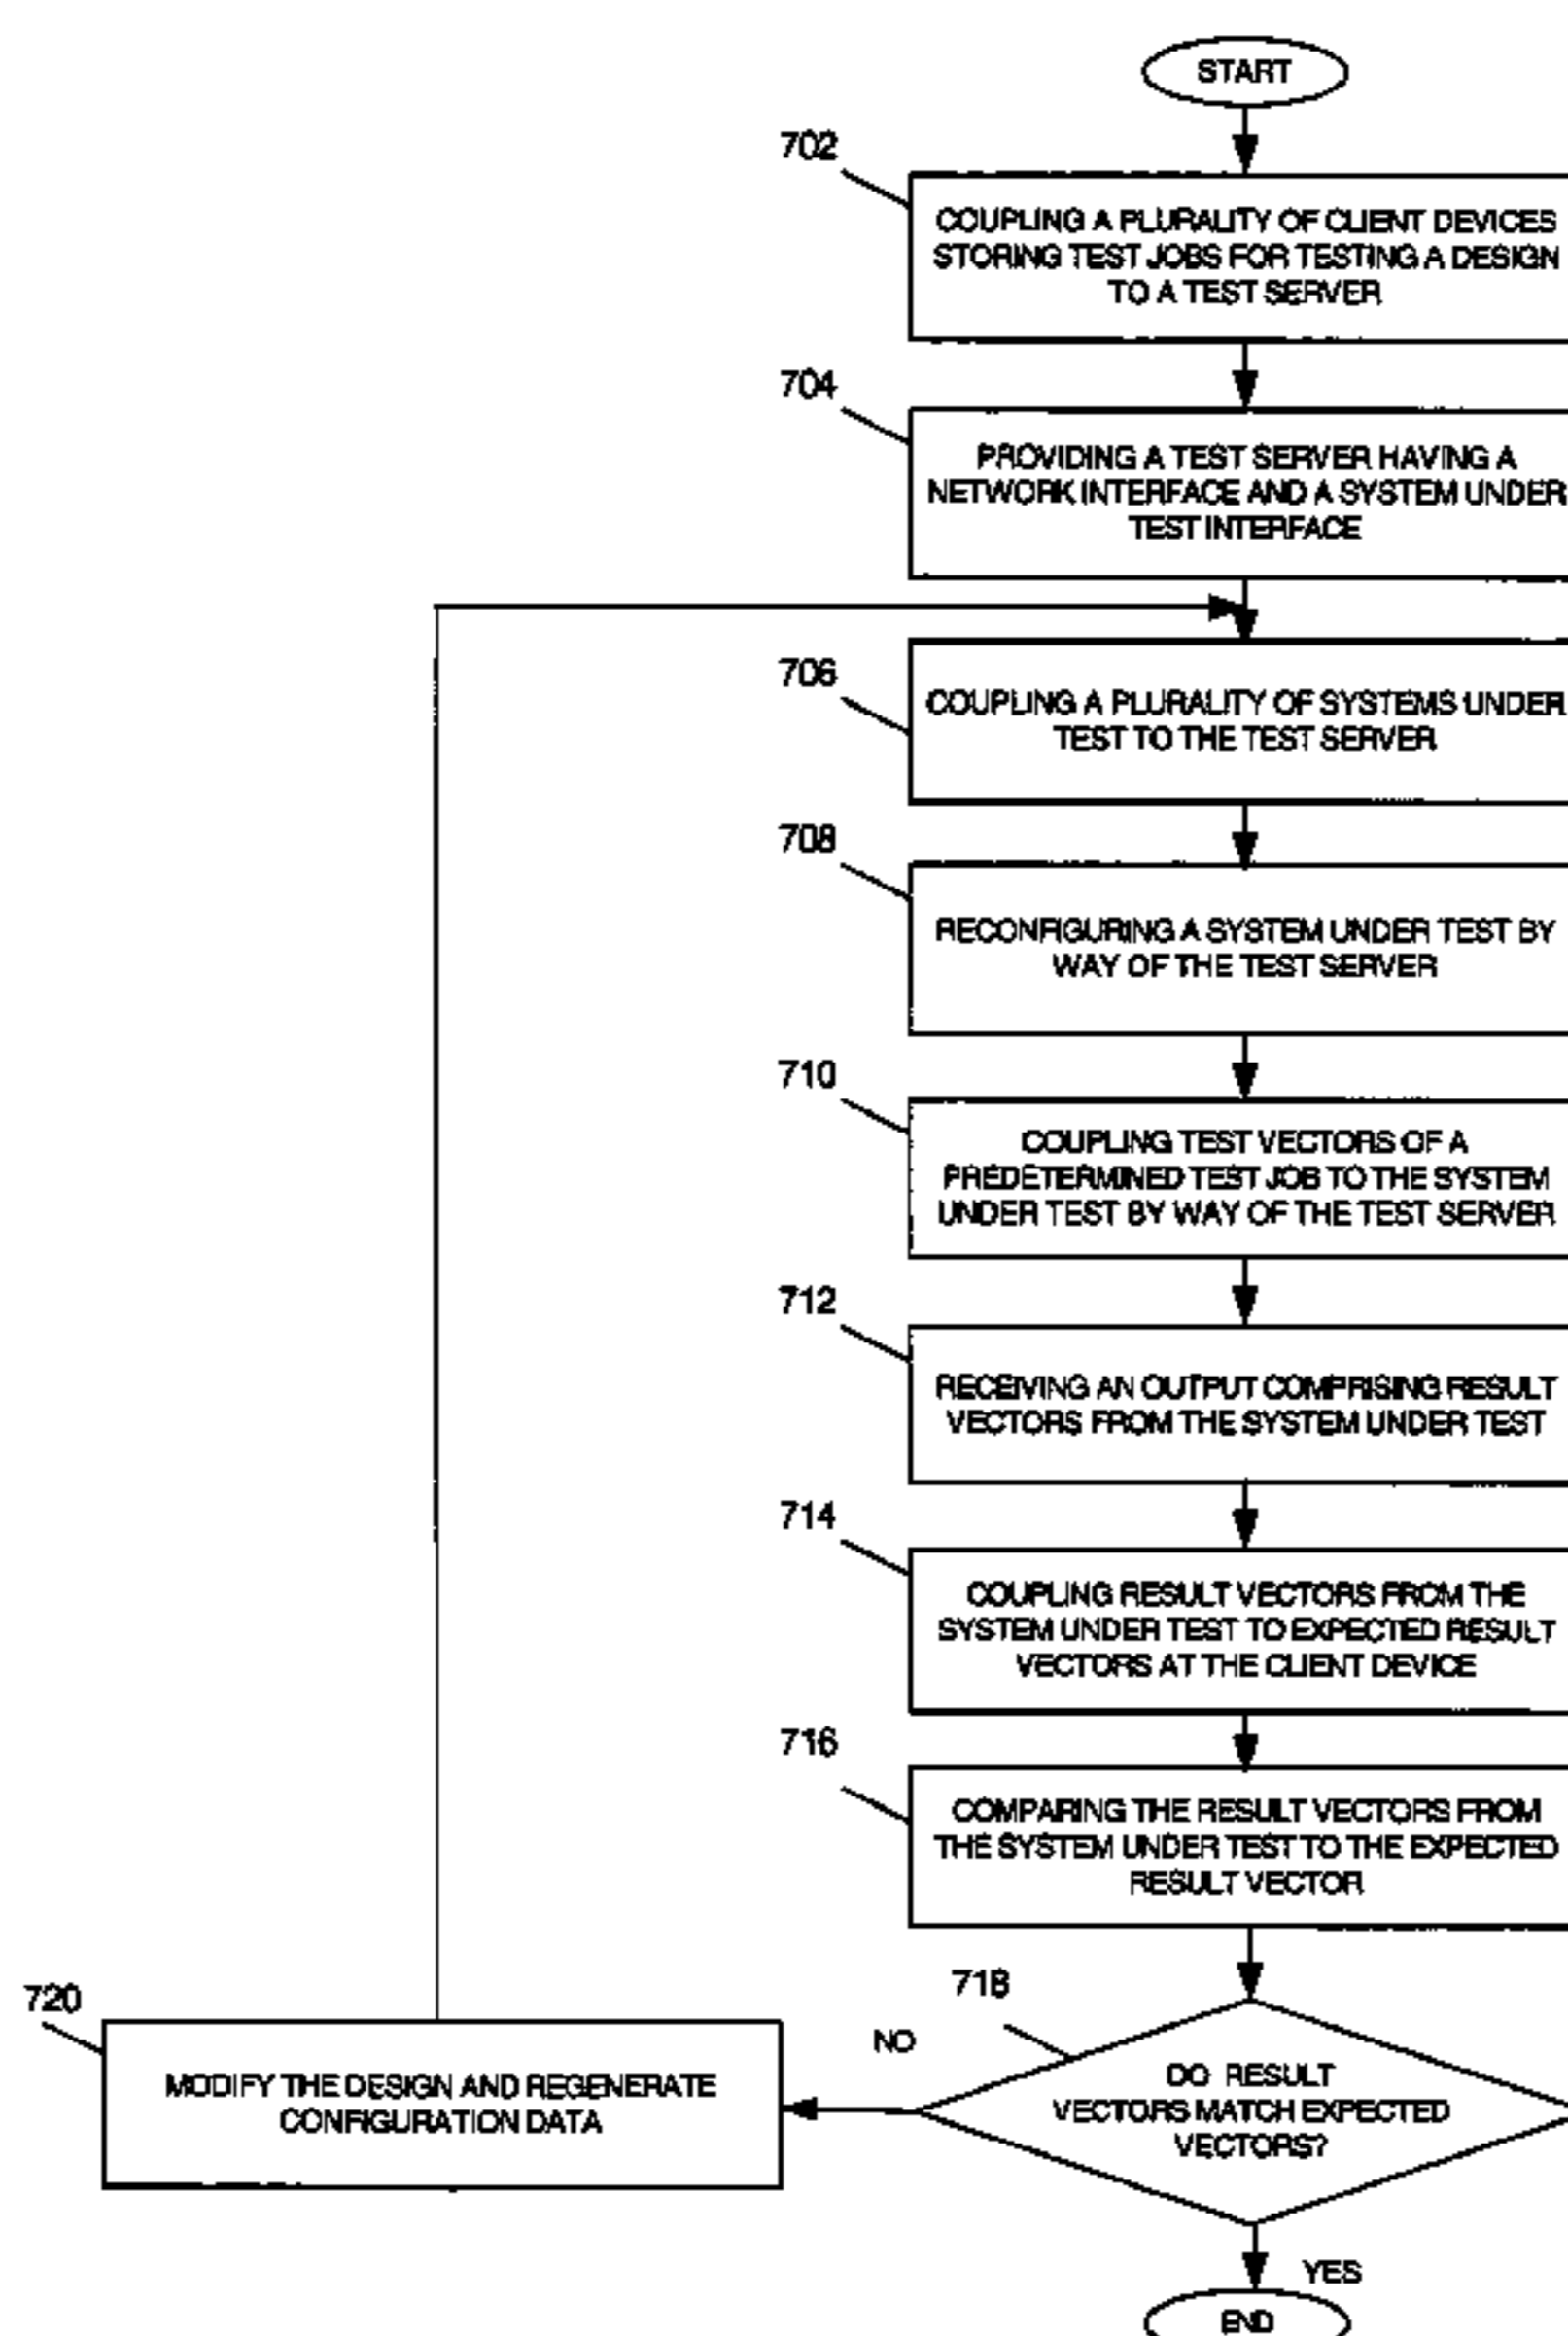 START
702
COUPLING A PLURALITY OF CLIENT DEVICES
STORING TEST JOBS FOR TESTING A DESIGN
TO A TEST SERVER
704
PROVIDING A TEST SERVER HAVING A
NETWORK INTERFACE AND A SYSTEM UNDER
TEST INTERFACE
706
COUPLING A PLURALITY OF SYSTEMS UNDER
TEST TO THE TEST SERVER
708
RECONFIGURING A SYSTEM UNDER TEST BY
WAY OF THE TEST SERVER
710
COUPLING TEST VECTORS OF A
PREDETERMINED TEST JOB TO THE SYSTEM
UNDER TEST BY WAY OF THE TEST SERVER
712
RECEIVING AN OUTPUT COMPRISING RESULT
VECTORS FROM THE SYSTEM UNDER TEST
714
COUPLING RESULT VECTORS FROM THE
SYSTEM UNDER TEST TO EXPECTED RESULT
VECTORS AT THE CLIENT DEVICE
716
COMPARING THE RESULT VECTORS FROM
THE SYSTEM UNDER TEST TO THE EXPECTED
RESULT VECTOR
718
DO RESULT
VECTORS MATCH EXPECTED
VECTORS?
NO
720
MODIFY THE DESIGN AND REGENERATE
CONFIGURATION DATA
YES
END